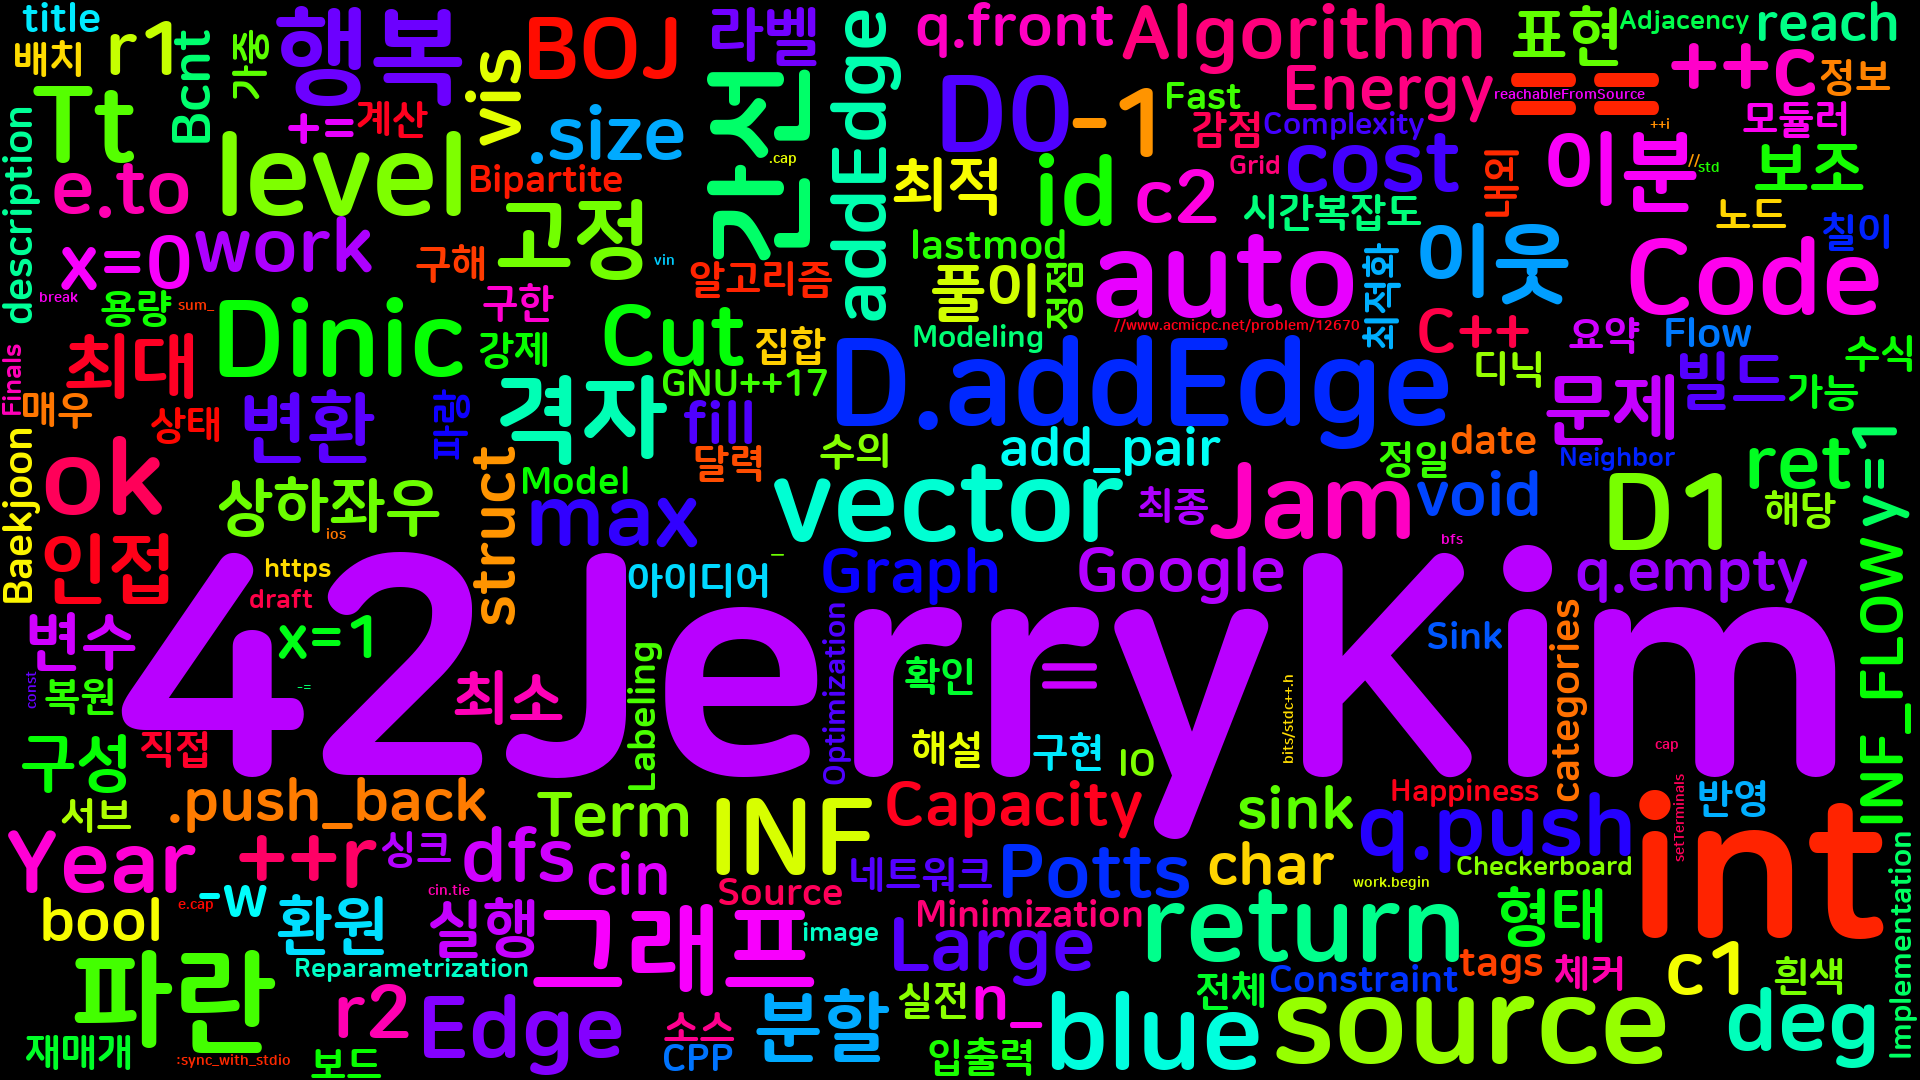 title
배치
r1
Bcnt
가중
행복
vis
BOJ
라벨
q.front
Algorithm
표현
Adjacency
reach
Tt
+=
계산
.size
간선
addEdge
D0
-1
Fast
Energy
==
reachableFromSource
++c
정보
description
e.to
level
Bipartite
.cap
최적
id
c2
감점
Complexity
Grid
cost
내외
이분
++i
//
std
모듈러
보조
x=0
work
구해
고정
vin
알고리즘
lastmod
풀이
정점
auto
시간복잡도
최적화
이웃
노드
칠이
Code
break
용량
sum_
Dinic
구한
강제
Cut
집합
Modeling
//www.acmicpc.net/problem/12670
C++
요약
Flow
수식
Finals
최대
매우
상태
변환
파랑
격자
GNU++17
fill
달력
D.addEdge
디닉
문제
빌드
가능
Baekjoon
ok
상하좌우
struct
Model
max
수의
add_pair
vector
최종
Jam
정일
date
void
Neighbor
D1
ret
해당
INF_FLOW
y=1
인접
ios
https
draft
아이디어
_
Graph
Google
bfs
q.empty
42JerryKim
변수
x=1
const
복원
-=
최소
Labeling
Optimization
확인
=
Sink
categories
구성
직접
해설
구현
IO
bits/stdc++.h
cap
서브
.push_back
Term
INF
Capacity
sink
Happiness
q.push
setTerminals
반영
int
Year
++r
싱크
dfs
cin
cin.tie
Source
네트워크
Potts
char
work.begin
Checkerboard
Implementation
bool
e.cap
-w
환원
실행
그래프
image
Minimization
Large
return
형태
파란
Reparametrization
r2
Edge
소스
CPP
분할
실전
n_
입출력
blue
전체
Constraint
source
tags
체커
c1
흰색
deg
재매개
:sync_with_stdio
보드